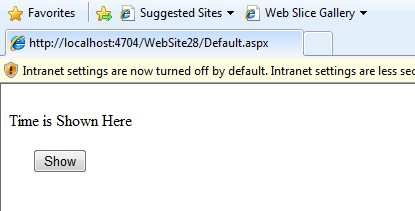 Favorites Suggested Sites Web Slice Gallery
http://localhost:4704/WebSite28/Default.aspx
Intranet settings are now turned off by default. Intranet settings are less sec
Time is Shown Here
Show